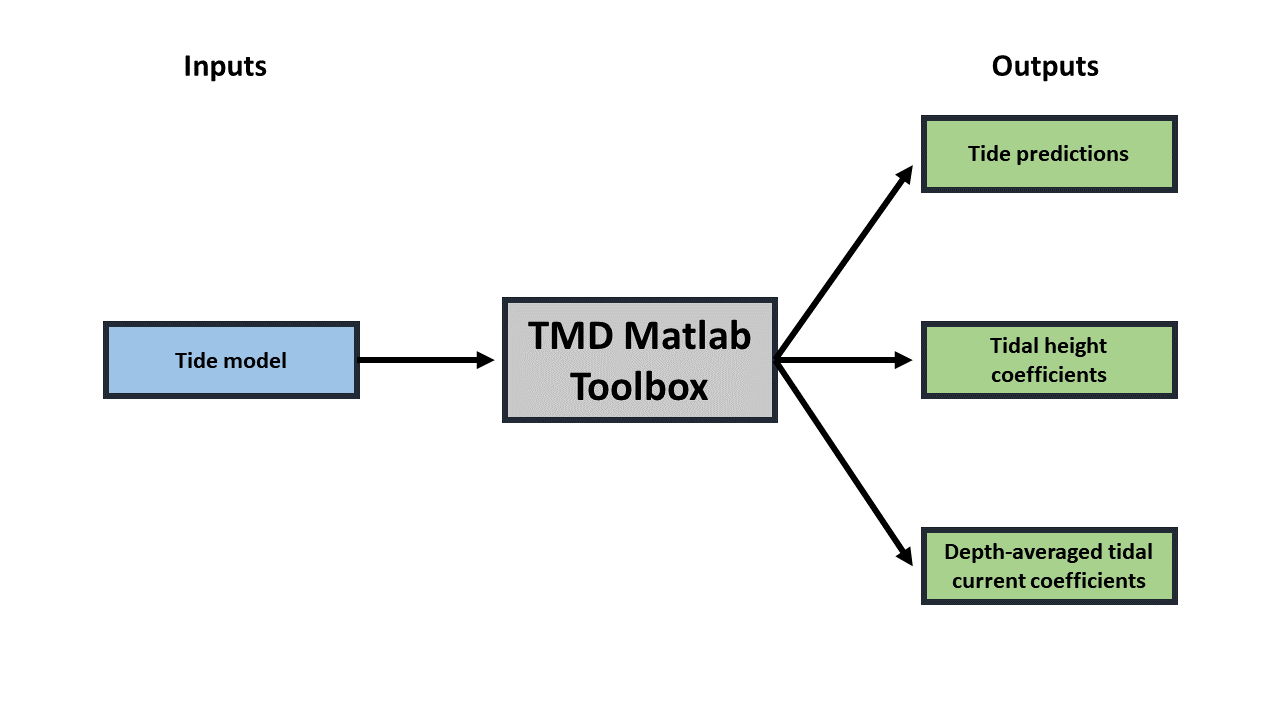 Inputs
Outputs
Tide predictions
Tide model
TMD Matlab
Toolbox
Tidal height
coefficients
Depth-averaged tidal
current coefficients